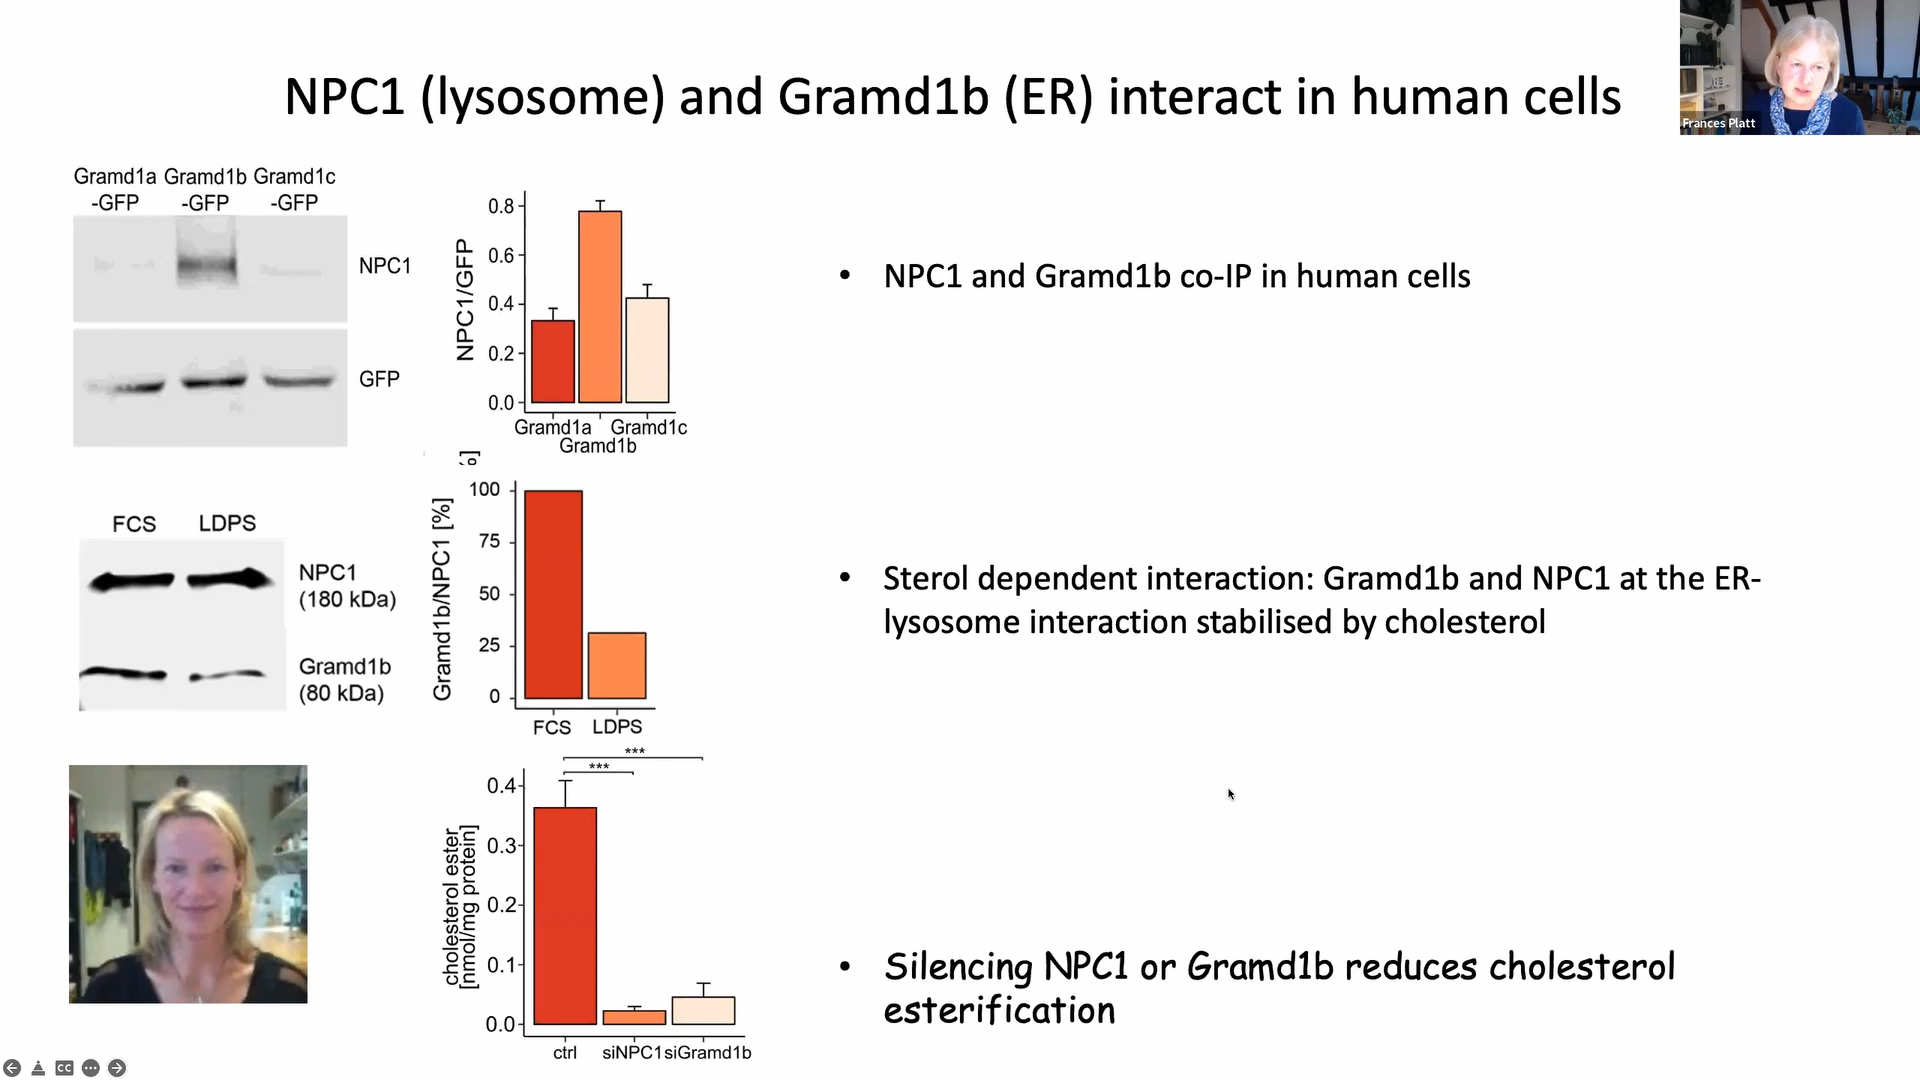 NPC1 (lysosome) and Gramd1b (ER) interact in human cells
Frances Platt
Gramd1a Gramd1b Gramd1c
-GFP -GFP -GFP
NPC1
GFP
NPC1/GFP
0.8
0.6
0.4
0.2
0.0
Gramd1a Gramd1c
Gramd1b
• NPC1 and Gramd1b co-IP in human cells
%]
FCS LDPS
NPC1
(180 kDa)
Gramd1b
(80 kDa)
Gramd1b/NPC1 [%]
100
75
50
25
0
FCS LDPS
• Sterol dependent interaction: Gramd1b and NPC1 at the ER-
lysosome interaction stabilised by cholesterol
***
***
cholesterol ester
[nmol/mg protein]
0.4
0.3
0.2
0.1
0.0
ctrl siNPC1 siGramd1b
• Silencing NPC1 or Gramd1b reduces cholesterol
esterification
CC